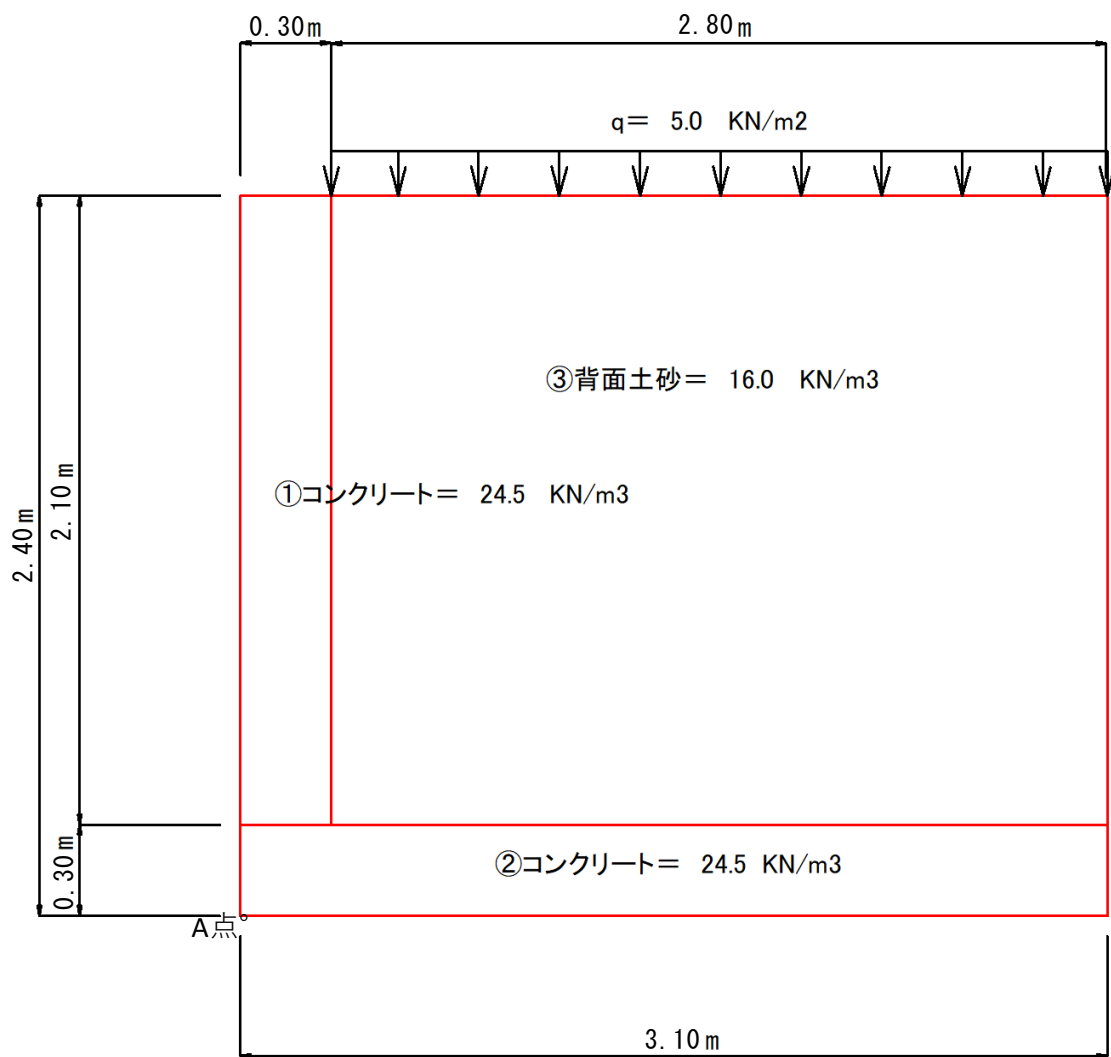 0.30m
2.80m
q＝ 5.0 KN/m2
③背面土砂＝ 16.0 KN/m3
①コンクリート＝ 24.5 KN/m3
2.40m
2.10m
0.30m
②コンクリート＝ 24.5 KN/m3
A点
3.10m